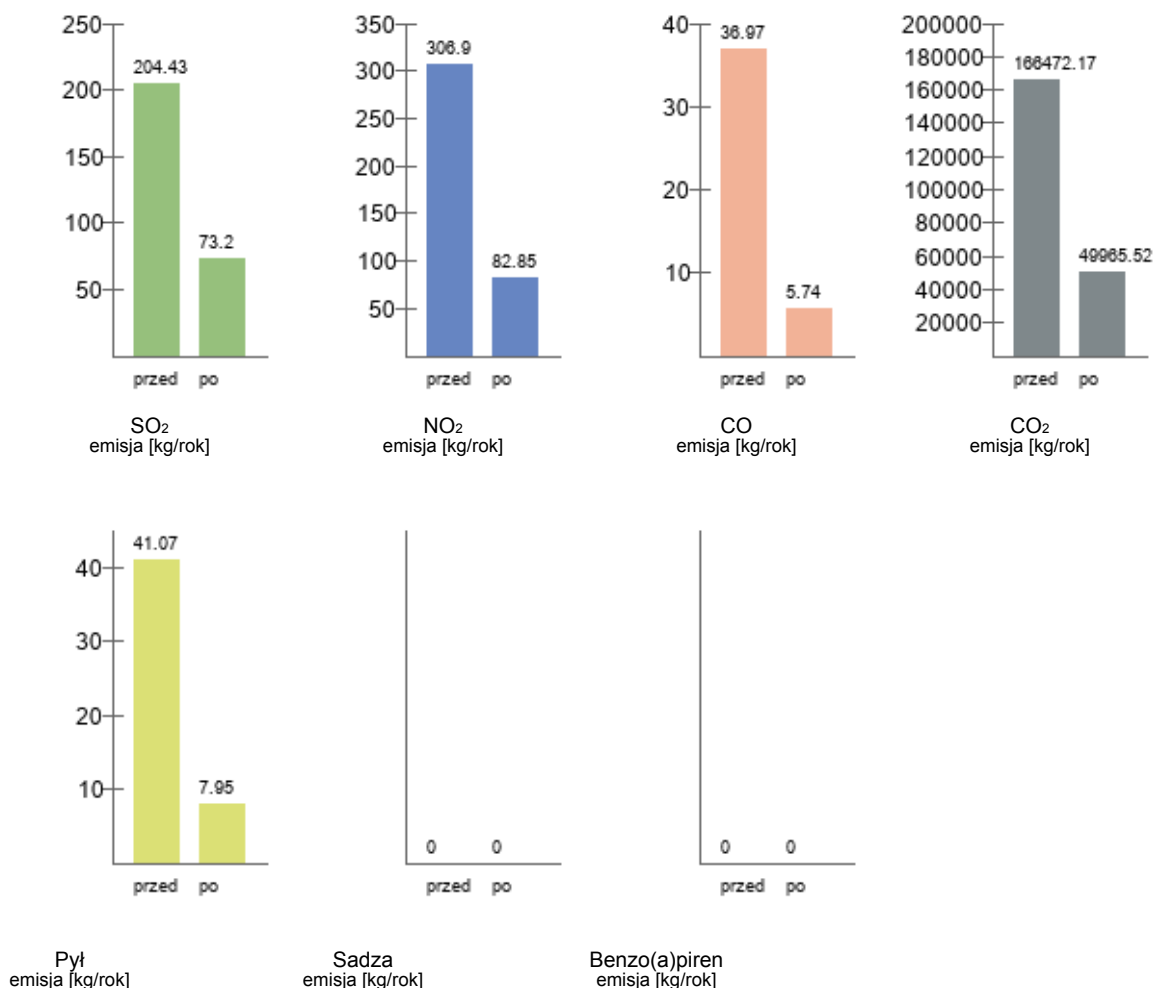 250
200
150
100
50
204.43
73.2
przed po
SO2
emisja [kg/rok]
350
300
250
200
150
100
50
306.9
82.85
przed po
NO2
emisja [kg/rok]
40
30
20
10
36.97
5.74
przed po
CO
emisja [kg/rok]
200000
180000
160000
140000
120000
100000
80000
60000
40000
20000
166472.17
49965.52
przed po
CO2
emisja [kg/rok]
40
30
20
10
41.07
7.95
przed po
Pył
emisja [kg/rok]
0 0
przed po
Sadza
emisja [kg/rok]
0 0
przed po
Benzo(a)piren
emisja [kg/rok]